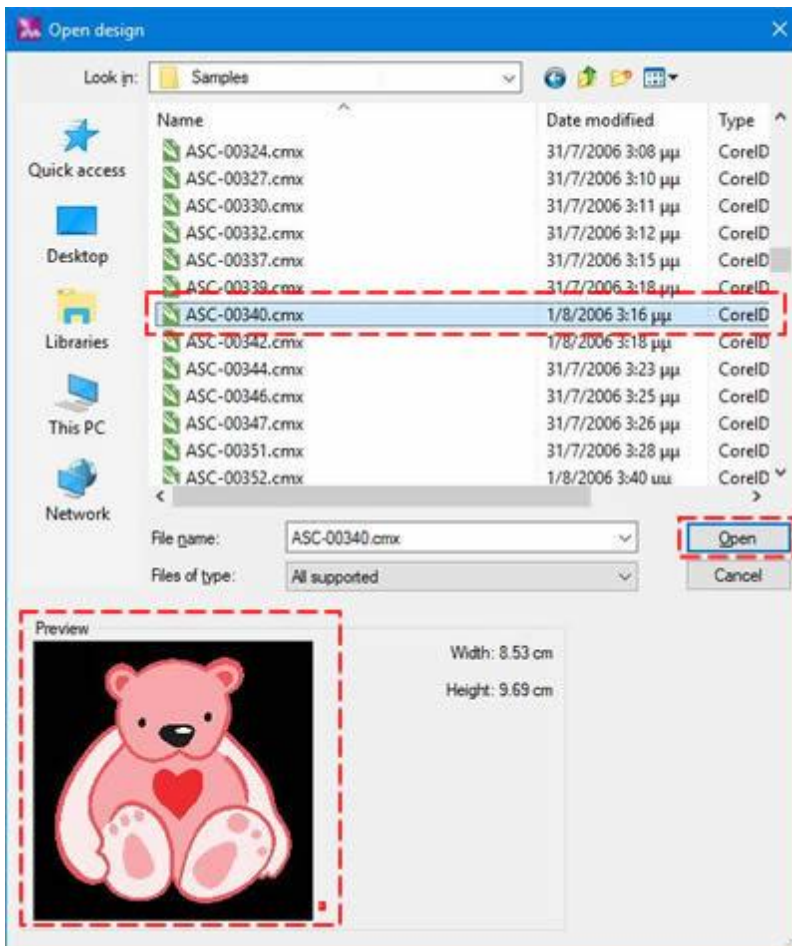 Open design
Look in: Samples
Name Date modified Type
ASC-00324.cmx 31/7/2006 3:08 μμ CorelD
ASC-00327.cmx 31/7/2006 3:10 μμ CorelD
ASC-00330.cmx 31/7/2006 3:11 μμ CorelD
ASC-00332.cmx 31/7/2006 3:12 μμ CorelD
ASC-00337.cmx 31/7/2006 3:15 μμ CorelD
ASC-00339.cmx 31/7/2006 3:18 μμ CorelD
ASC-00340.cmx 1/8/2006 3:16 μμ CorelD
ASC-00342.cmx 1/8/2006 3:18 μμ CorelD
ASC-00344.cmx 31/7/2006 3:23 μμ CorelD
ASC-00346.cmx 31/7/2006 3:25 μμ CorelD
ASC-00347.cmx 31/7/2006 3:26 μμ CorelD
ASC-00351.cmx 31/7/2006 3:28 μμ CorelD
ASC-00352.cmx 1/8/2006 3:40 μμ CorelD
Quick access
Desktop
Libraries
This PC
Network
File name: ASC-00340.cmx Open
Files of type: All supported Cancel
Preview
Width: 8.53 cm
Height: 9.69 cm